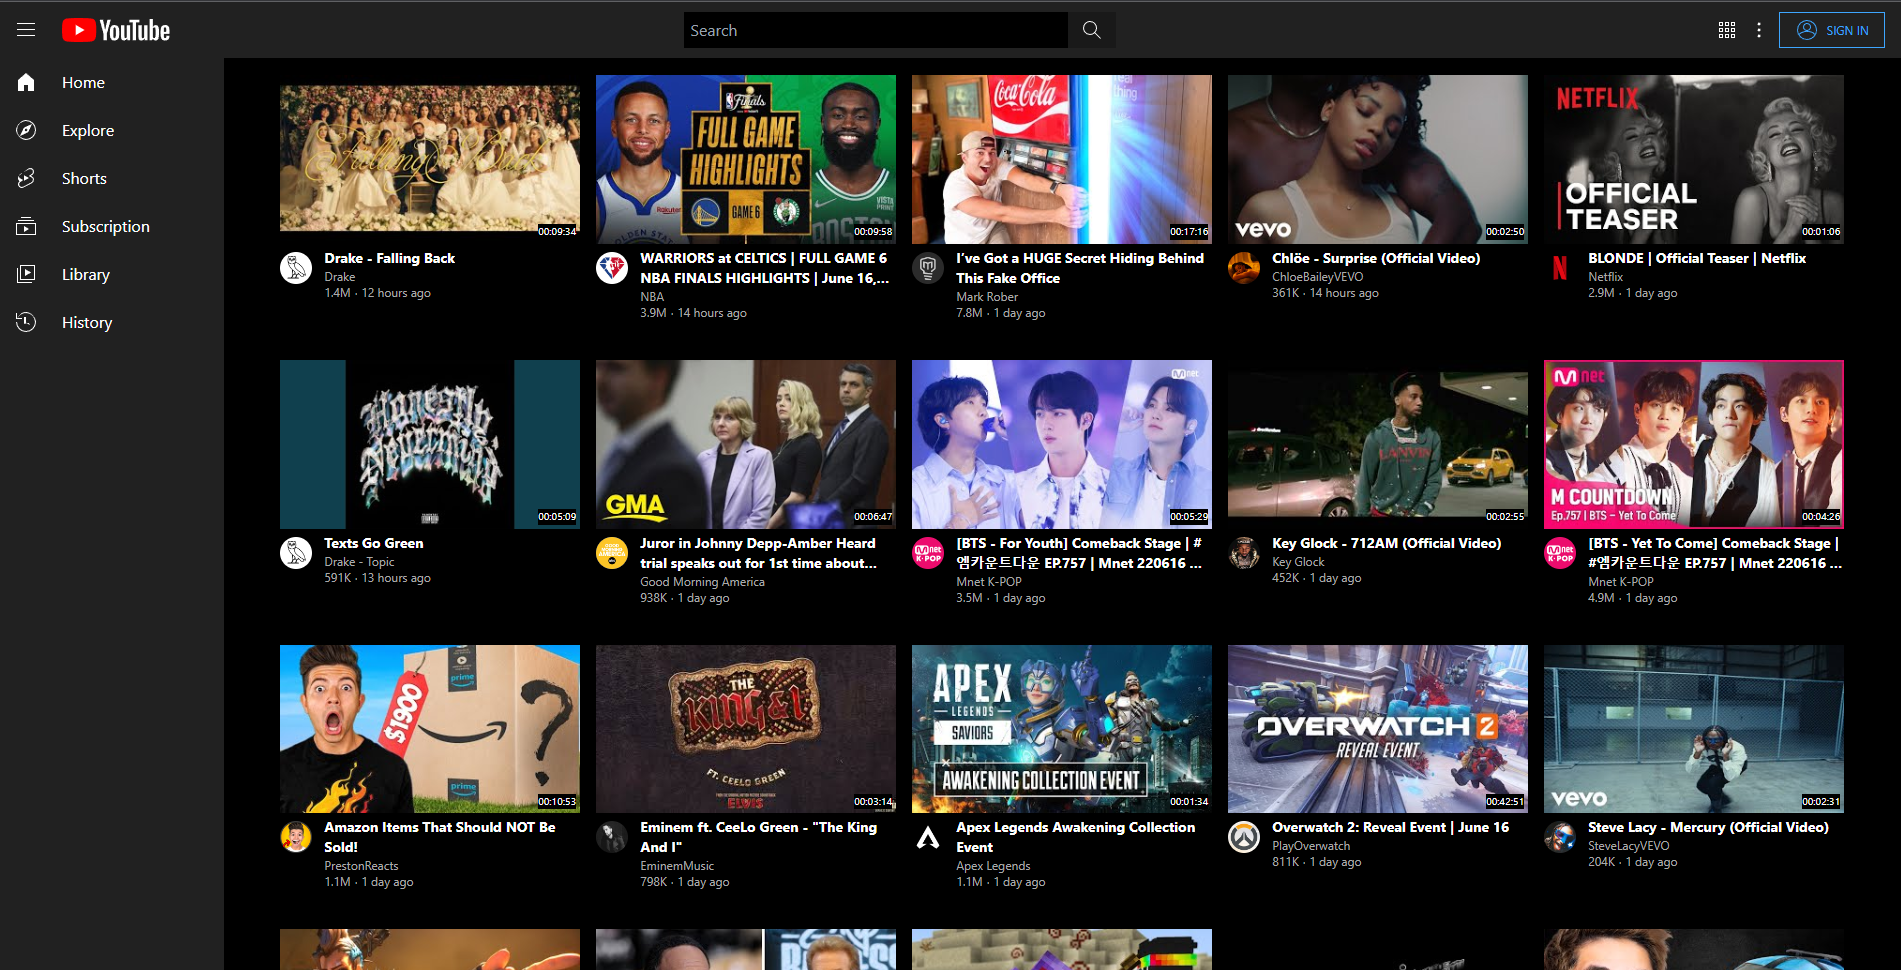 YouTube
Search
SIGN IN
Home
Explore
Shorts
Subscription
Library
History
Falling Back
00:09:34
Drake - Falling Back
Drake
1.4M · 12 hours ago
Finals
FULL GAME
HIGHLIGHTS
GAME 6
Rakuten
GOLDEN STATE
VISTA
PRINT
BOSTON
00:09:58
WARRIORS at CELTICS | FULL GAME 6
NBA FINALS HIGHLIGHTS | June 16,...
NBA
3.9M · 14 hours ago
Coca-Cola
real
thing
00:17:16
I've Got a HUGE Secret Hiding Behind
This Fake Office
Mark Rober
7.8M · 1 day ago
vevo
00:02:50
Chlöe - Surprise (Official Video)
ChloeBaileyVEVO
361K · 14 hours ago
NETFLIX
OFFICIAL
TEASER
00:01:06
BLONDE | Official Teaser | Netflix
Netflix
2.9M · 1 day ago
Honestly
Nevermind
00:05:09
Texts Go Green
Drake - Topic
591K · 13 hours ago
GMA
00:06:47
Juror in Johnny Depp-Amber Heard
trial speaks out for 1st time about...
Good Morning America
938K · 1 day ago
Mnet
00:05:29
Mnet
K-POP
[BTS - For Youth] Comeback Stage | #
엠카운트다운 EP.757 | Mnet 220616 ...
Mnet K-POP
3.5M · 1 day ago
LANVIN
00:02:55
Key Glock - 712AM (Official Video)
Key Glock
452K · 1 day ago
Mnet
M COUNTDOWN
Ep.757 | BTS - Yet To Come
00:04:26
Mnet
K-POP
[BTS - Yet To Come] Comeback Stage |
#엠카운트다운 EP.757 | Mnet 220616 ...
Mnet K-POP
4.9M · 1 day ago
prime
$1900
?
prime
00:10:53
Amazon Items That Should NOT Be
Sold!
PrestonReacts
1.1M · 1 day ago
THE
KING & I
FT. CEELO GREEN
ELVIS
00:03:14
Eminem ft. CeeLo Green - "The King
And I"
EminemMusic
798K · 1 day ago
APEX
LEGENDS
SAVIORS
AWAKENING COLLECTION EVENT
00:01:34
Apex Legends Awakening Collection
Event
Apex Legends
1.1M · 1 day ago
OVERWATCH 2
REVEAL EVENT
00:42:51
Overwatch 2: Reveal Event | June 16
PlayOverwatch
811K · 1 day ago
vevo
00:02:31
Steve Lacy - Mercury (Official Video)
SteveLacyVEVO
204K · 1 day ago